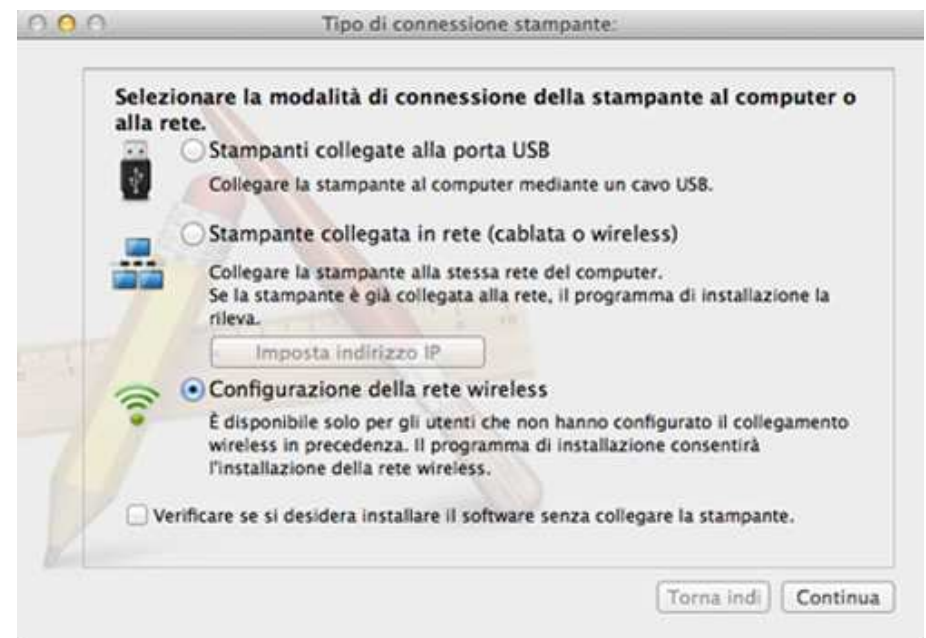 Tipo di connessione stampante:
Selezionare la modalità di connessione della stampante al computer o
alla rete.
Stampanti collegate alla porta USB
Collegare la stampante al computer mediante un cavo USB.
Stampante collegata in rete (cablata o wireless)
Collegare la stampante alla stessa rete del computer.
Se la stampante è già collegata alla rete, il programma di installazione la
rileva.
Imposta indirizzo IP
Configurazione della rete wireless
È disponibile solo per gli utenti che non hanno configurato il collegamento
wireless in precedenza. Il programma di installazione consentirà
l'installazione della rete wireless.
Verificare se si desidera installare il software senza collegare la stampante.
Torna indi Continua